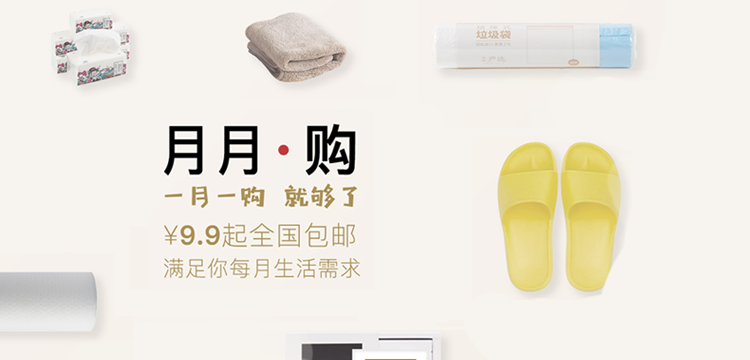 垃圾袋
月月·购
一月一购 就够了
¥9.9起全国包邮
满足你每月生活需求